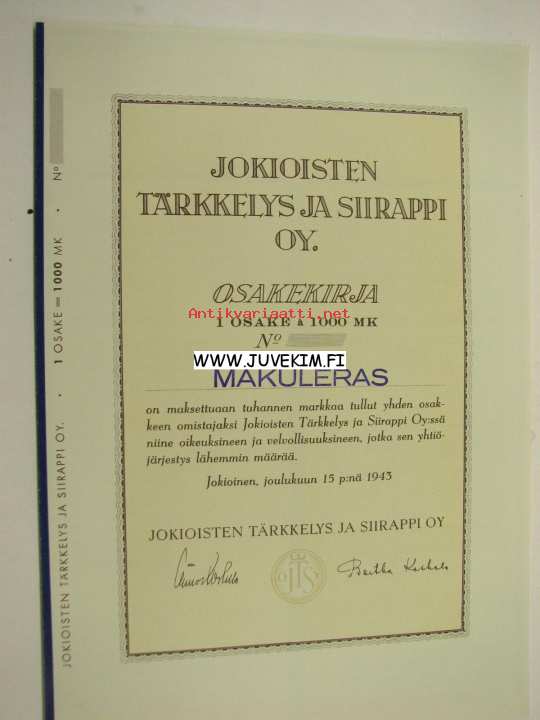 JOKIOISTEN
TÄRKKELYS JA SIIRAPPI
OY.
OSAKEKIRJA
Antikvariaatti.net
1 OSAKE à 1000 MK
Nº
WWW.JUVEKIM.FI
MAKULERAS
on maksettuaan tuhannen markkaa tullut yhden osak-
keen omistajaksi Jokioisten Tärkkelys ja Siirappi Oy:ssä
niine oikeuksineen ja velvollisuuksineen, jotka sen yhtiö-
järjestys lähemmin määrää.
Jokioinen, joulukuun 15 p:nä 1943
JOKIOISTEN TÄRKKELYS JA SIIRAPPI OY
JTS
JOKIOISTEN TÄRKKELYS JA SIIRAPPI OY. • 1 OSAKE = 1000 MK • Nº